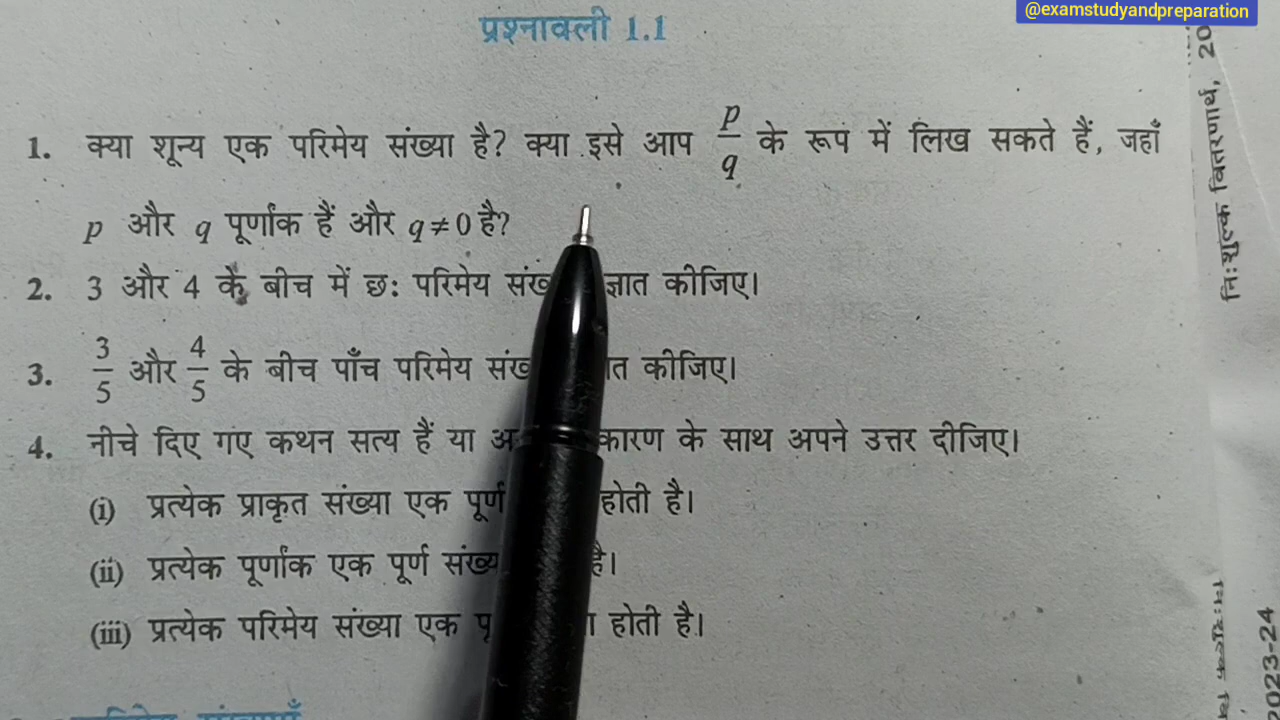 @examstudyandpreparation
प्रश्नावली 1.1
1. क्या शून्य एक परिमेय संख्या है? क्या इसे आप p/q के रूप में लिख सकते हैं, जहाँ
p और q पूर्णांक हैं और q ≠ 0 है?
2. 3 और 4 के बीच में छः परिमेय ज्ञात कीजिए।
3. 3/5 और 4/5 के बीच पाँच परिमेय कीजिए।
4. नीचे दिए गए कथन सत्य हैं या कारण के साथ अपने उत्तर दीजिए।
(i) प्रत्येक प्राकृत संख्या एक पूर्ण होती है।
(ii) प्रत्येक पूर्णांक एक पूर्ण है।
(iii) प्रत्येक परिमेय संख्या एक होती है।
निःशुल्क वितरणार्थ, 20
2023-24